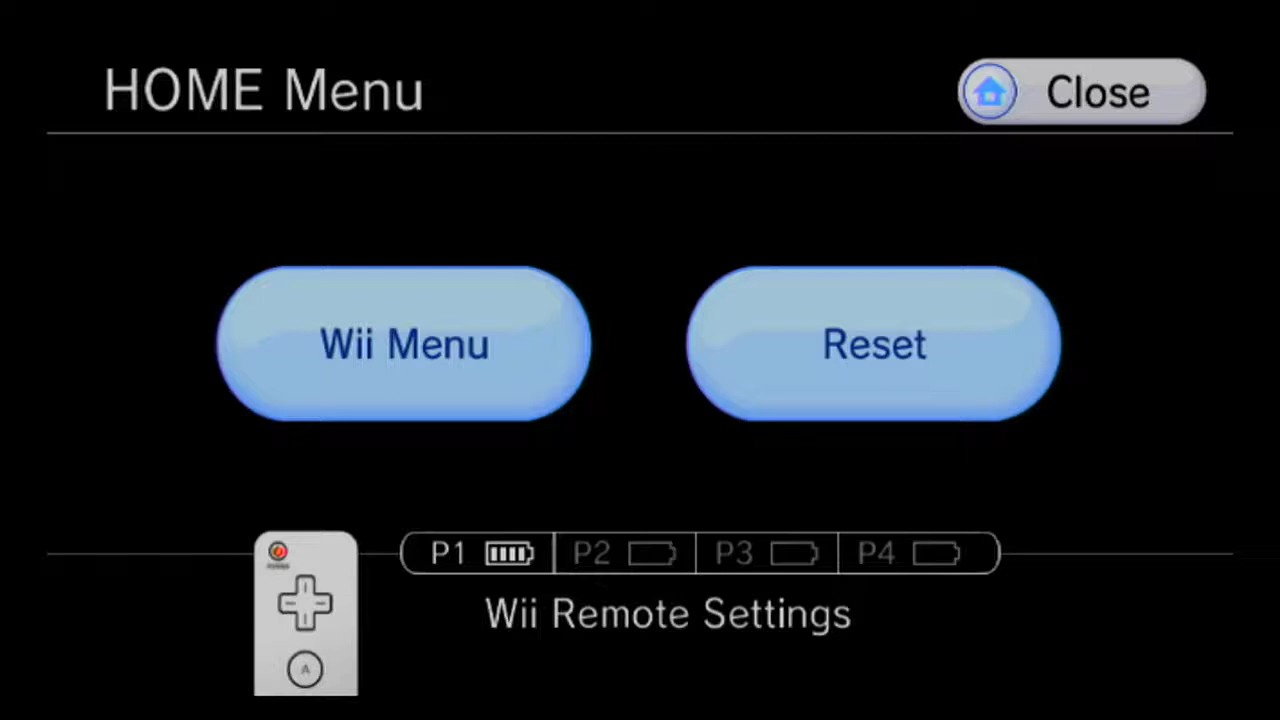 HOME Menu
Close
Wii Menu
Reset
P1 P2 P3 P4
Wii Remote Settings
A